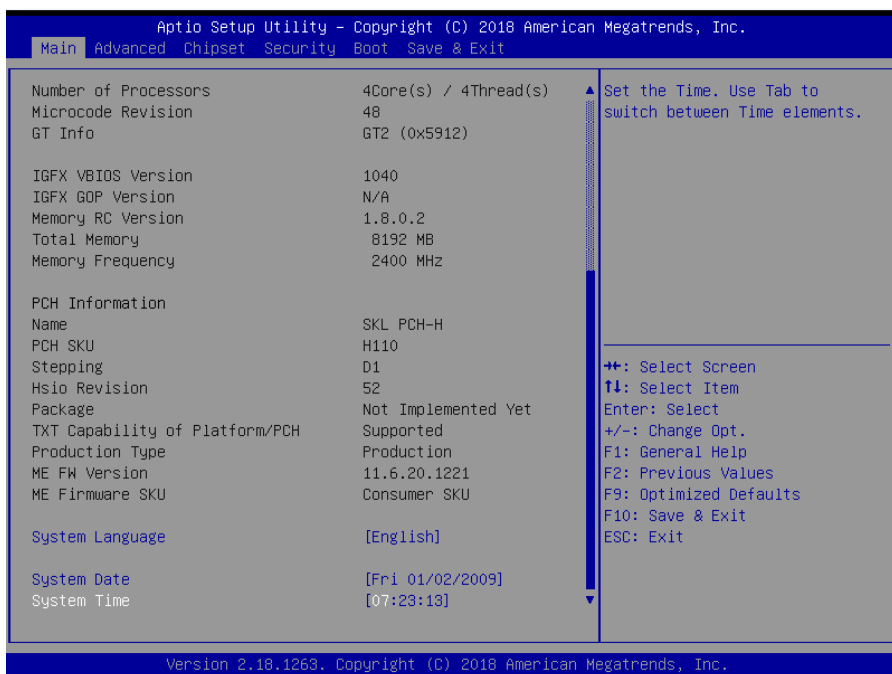 Aptio Setup Utility – Copyright (C) 2018 American Megatrends, Inc.
Main Advanced Chipset Security Boot Save & Exit
Number of Processors 4Core(s) / 4Thread(s)
Microcode Revision 48
GT Info GT2 (0x5912)
IGFX VBIOS Version 1040
IGFX GOP Version N/A
Memory RC Version 1.8.0.2
Total Memory 8192 MB
Memory Frequency 2400 MHz
PCH Information
Name SKL PCH-H
PCH SKU H110
Stepping D1
Hsio Revision 52
Package Not Implemented Yet
TXT Capability of Platform/PCH Supported
Production Type Production
ME FW Version 11.6.20.1221
ME Firmware SKU Consumer SKU
System Language [English]
System Date [Fri 01/02/2009]
System Time [07:23:13]
Set the Time. Use Tab to
switch between Time elements.
→←: Select Screen
↑↓: Select Item
Enter: Select
+/-: Change Opt.
F1: General Help
F2: Previous Values
F9: Optimized Defaults
F10: Save & Exit
ESC: Exit
Version 2.18.1263. Copyright (C) 2018 American Megatrends, Inc.